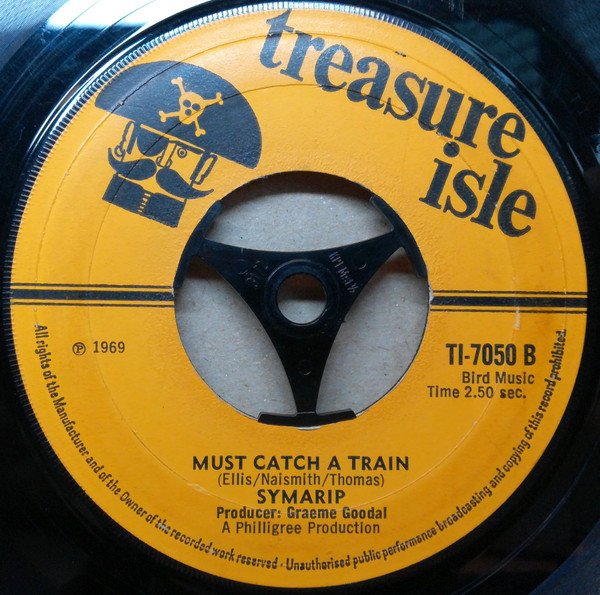 treasure
isle
℗ 1969
TI-7050 B
Bird Music
Time 2.50 sec.
MUST CATCH A TRAIN
(Ellis/Naismith/Thomas)
SYMARIP
Producer: Graeme Goodal
A Philligree Production
All rights of the Manufacturer and of the Owner of the recorded work reserved - Unauthorised public performance broadcasting and copying of this record prohibited.